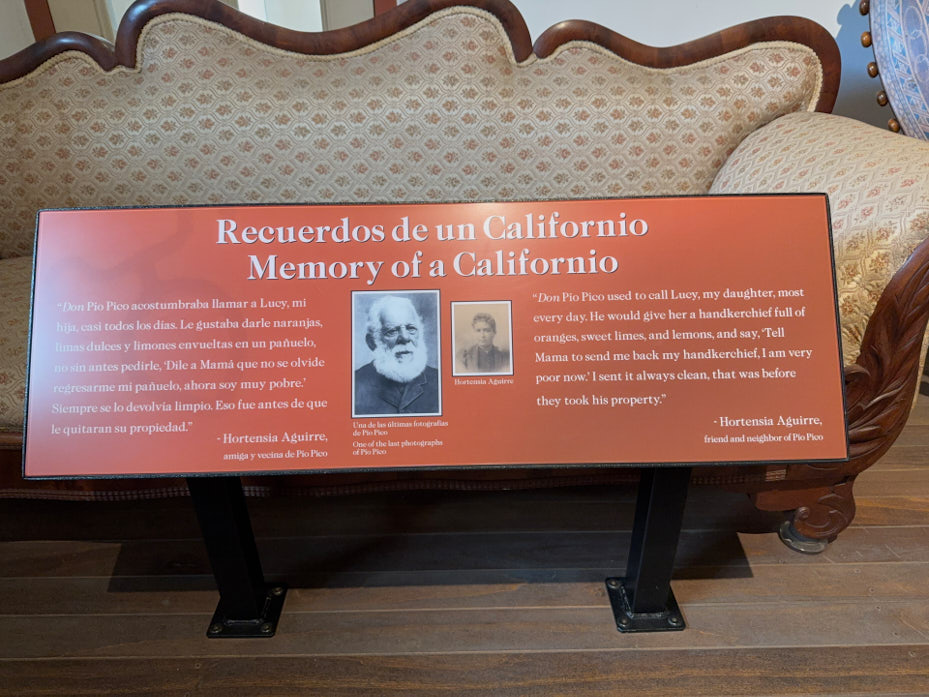 Recuerdos de un Californio
Memory of a Californio
“Don Pío Pico acostumbraba llamar a Lucy, mi
hija, casi todos los días. Le gustaba darle naranjas,
limas dulces y limones envueltas en un pañuelo,
no sin antes pedirle, ‘Dile a Mamá que no se olvide
regresarme mi pañuelo, ahora soy muy pobre.’
Siempre se lo devolvía limpio. Eso fue antes de que
le quitaran su propiedad.”
- Hortensia Aguirre,
amiga y vecina de Pío Pico
Una de las últimas fotografías
de Pío Pico
One of the last photographs
of Pío Pico
Hortensia Aguirre
“Don Pío Pico used to call Lucy, my daughter, most
every day. He would give her a handkerchief full of
oranges, sweet limes, and lemons, and say, ‘Tell
Mama to send me back my handkerchief, I am very
poor now.’ I sent it always clean, that was before
they took his property.”
- Hortensia Aguirre,
friend and neighbor of Pío Pico